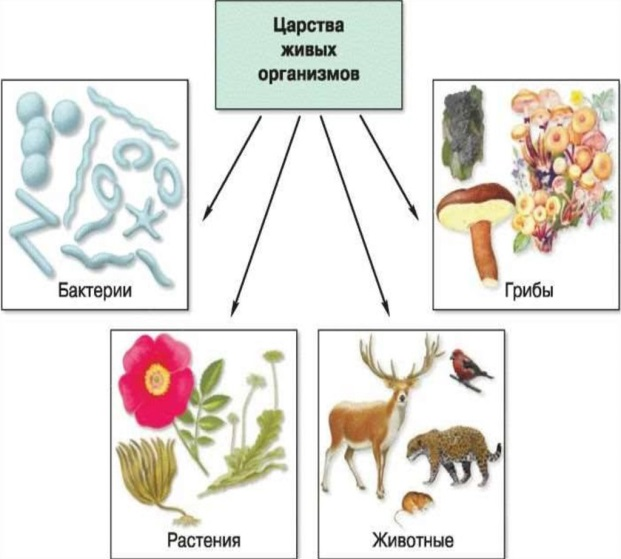 Царства
живых
организмов
Бактерии
Грибы
Растения
Животные